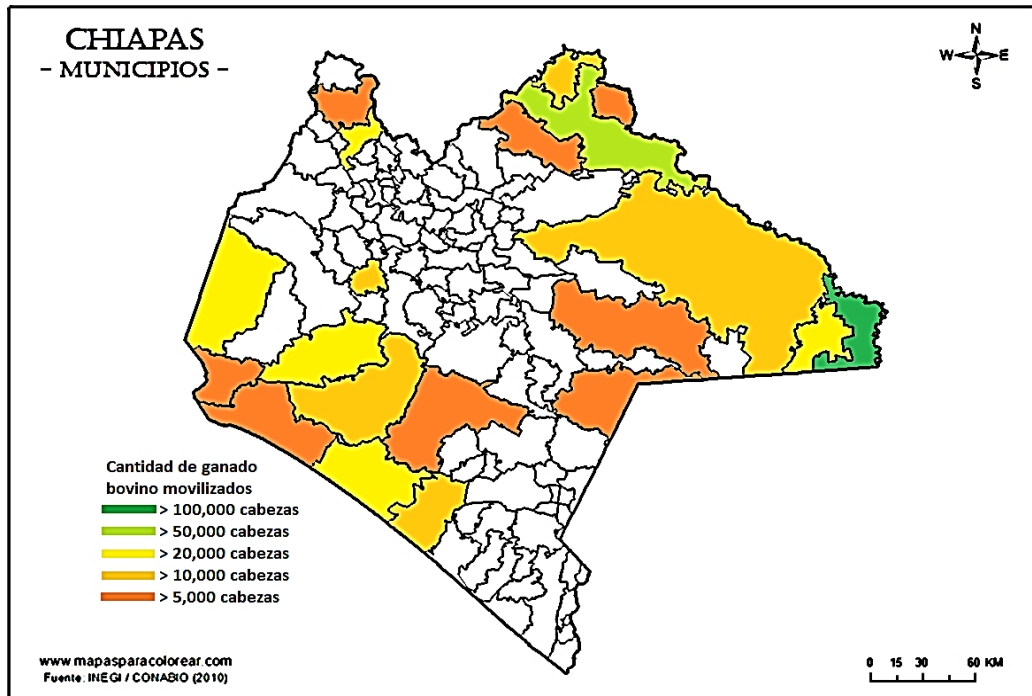 CHIAPAS
- MUNICIPIOS -
N
W E
S
Cantidad de ganado
bovino movilizados
> 100,000 cabezas
> 50,000 cabezas
> 20,000 cabezas
> 10,000 cabezas
> 5,000 cabezas
www.mapasparacolorear.com
Fuente: INEGI / CONABIO (2010)
0 15 30 60 KM